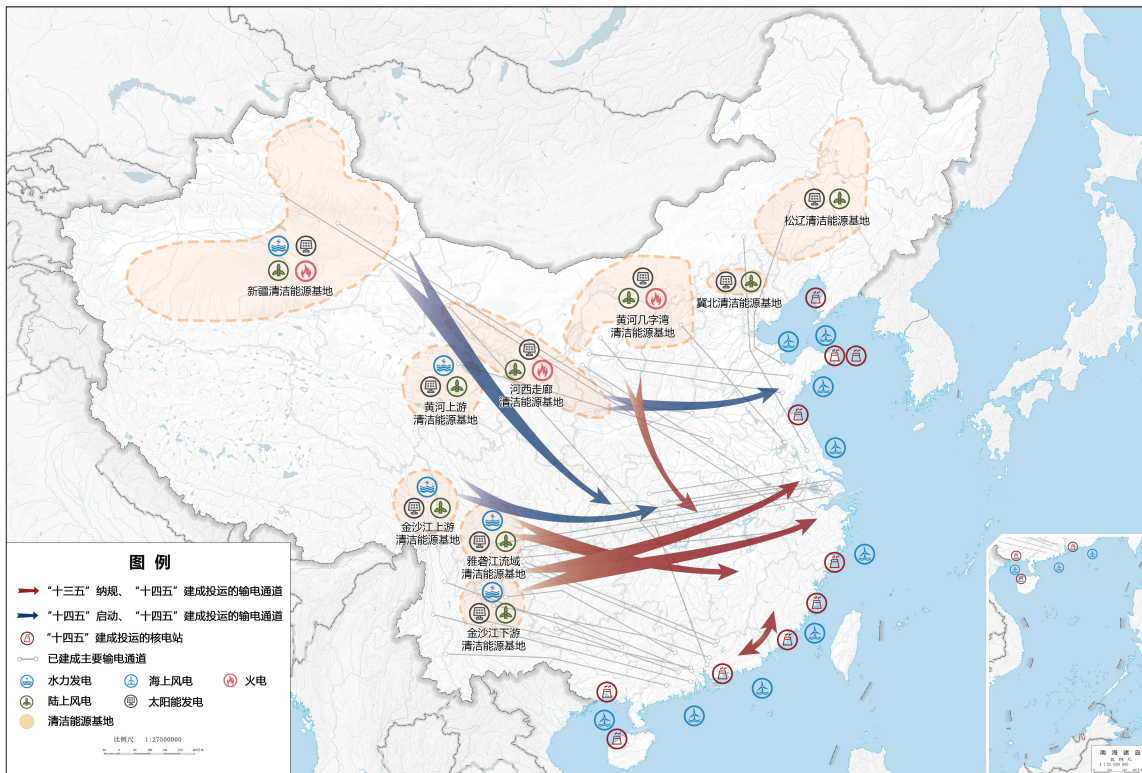 松辽清洁能源基地
新疆清洁能源基地
冀北清洁能源基地
黄河几字湾
清洁能源基地
河西走廊
清洁能源基地
黄河上游
清洁能源基地
金沙江上游
清洁能源基地
雅砻江流域
清洁能源基地
金沙江下游
清洁能源基地
图 例
“十三五”纳规、“十四五”建成投运的输电通道
“十四五”启动、“十四五”建成投运的输电通道
“十四五”建成投运的核电站
已建成主要输电通道
水力发电 海上风电 火电
陆上风电 太阳能发电
清洁能源基地
比例尺 1:27500000
南海诸岛
比例尺